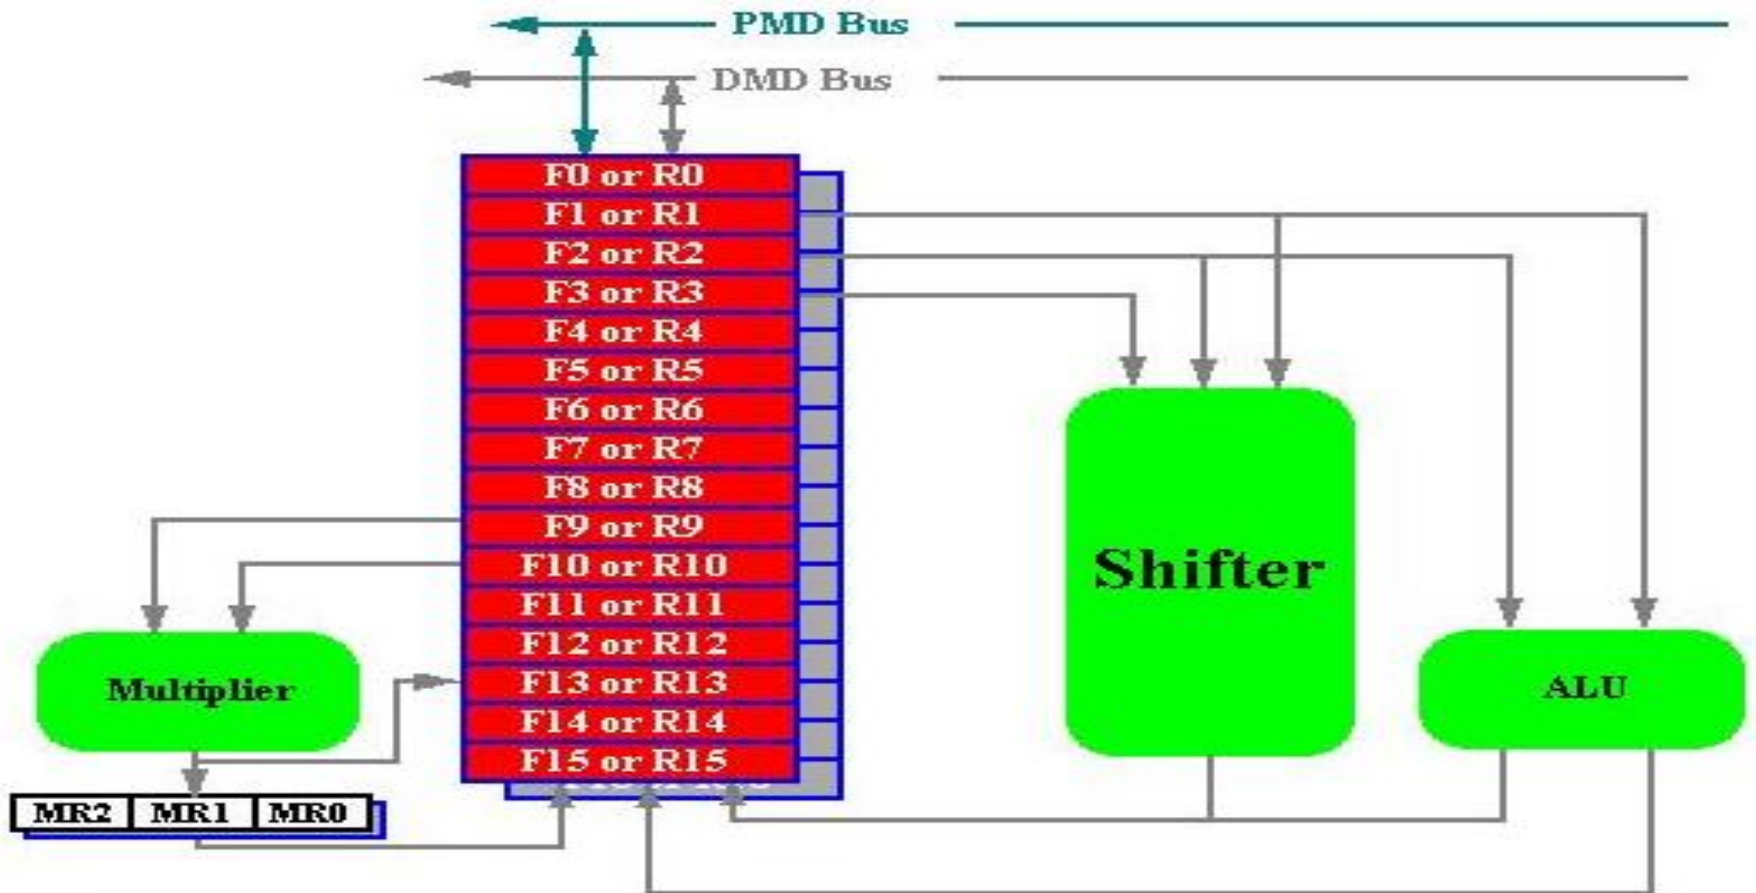 PMD Bus
DMD Bus
F0 or R0
F1 or R1
F2 or R2
F3 or R3
F4 or R4
F5 or R5
F6 or R6
F7 or R7
F8 or R8
F9 or R9
F10 or R10
F11 or R11
F12 or R12
F13 or R13
F14 or R14
F15 or R15
Shifter
Multiplier
ALU
MR2 MR1 MR0